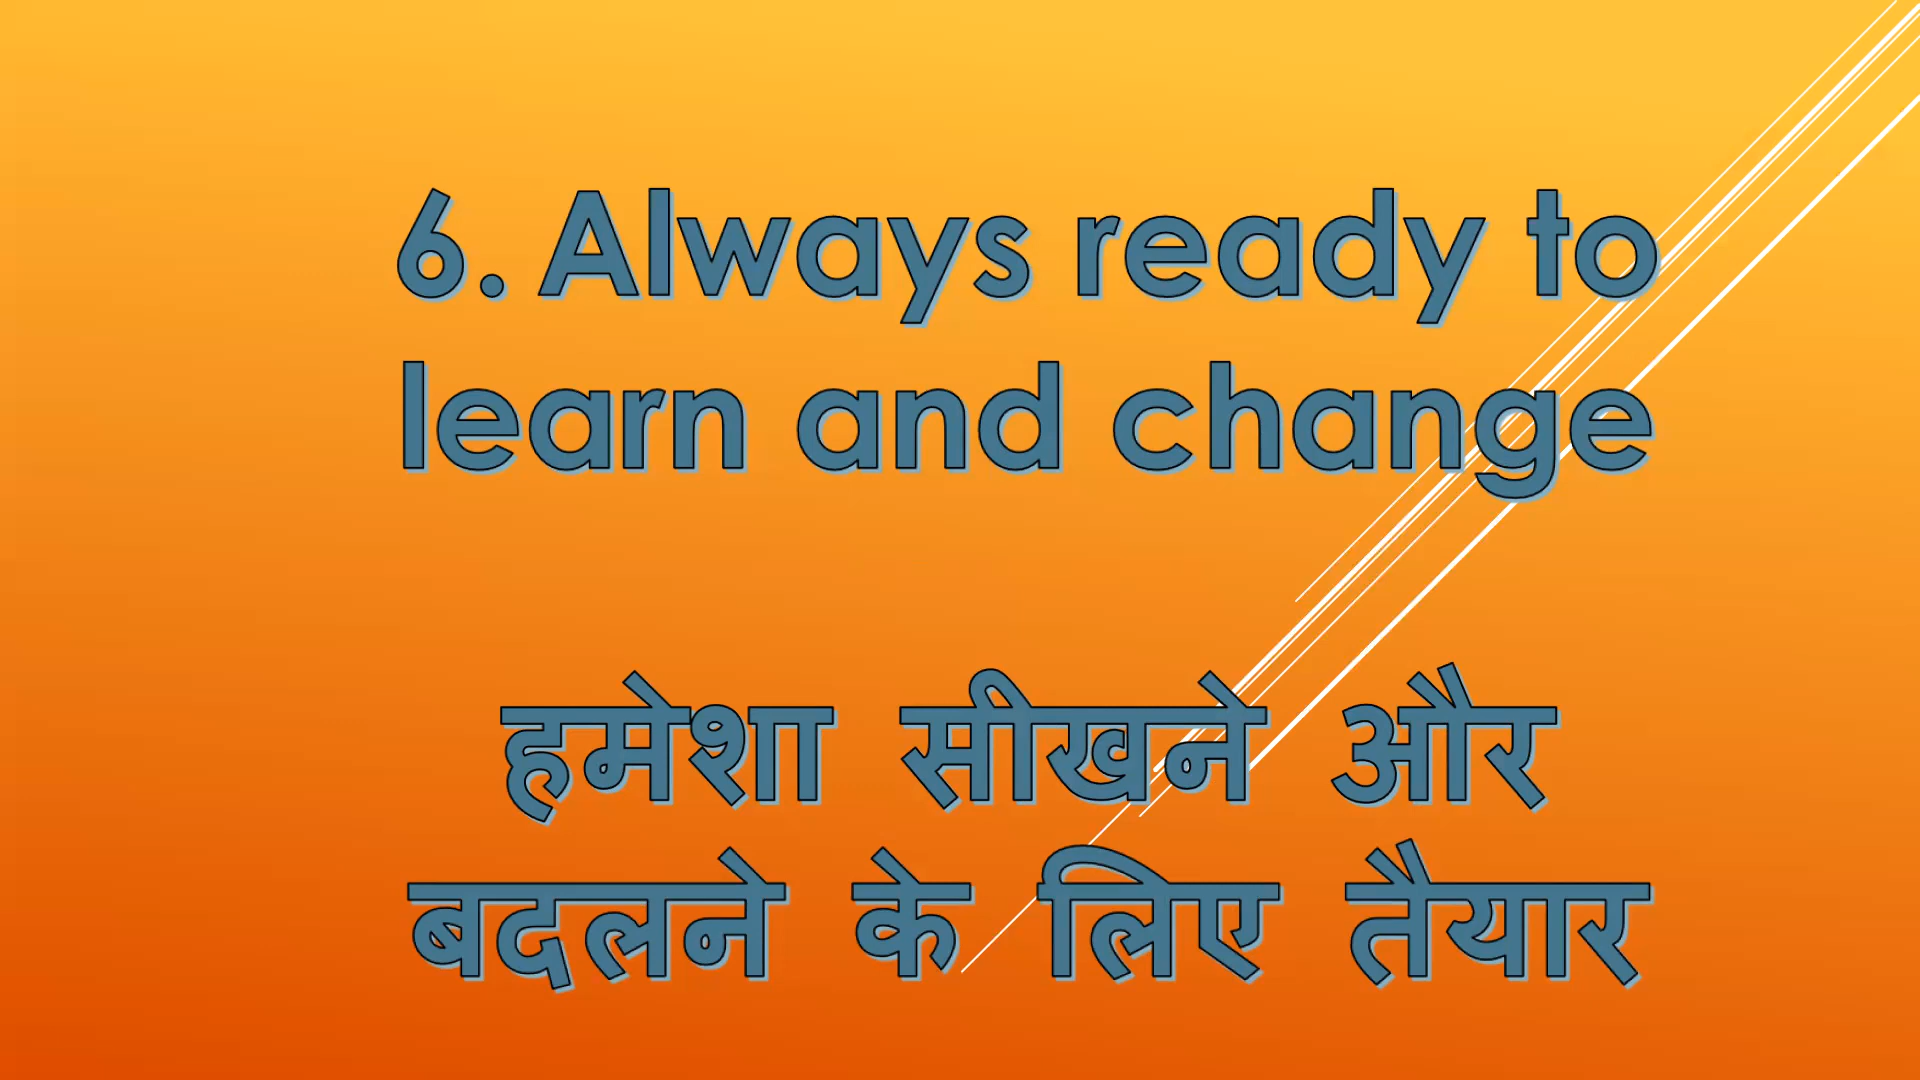 6. Always ready to
learn and change
हमेशा सीखने और
बदलने के लिए तैयार